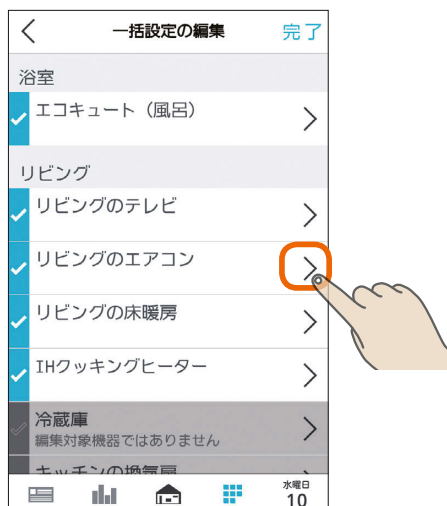 一括設定の編集 完了
浴室
エコキュート（風呂）
リビング
リビングのテレビ
リビングのエアコン
リビングの床暖房
IHクッキングヒーター
冷蔵庫
編集対象機器ではありません
キッチンの換気扇
水曜日
10